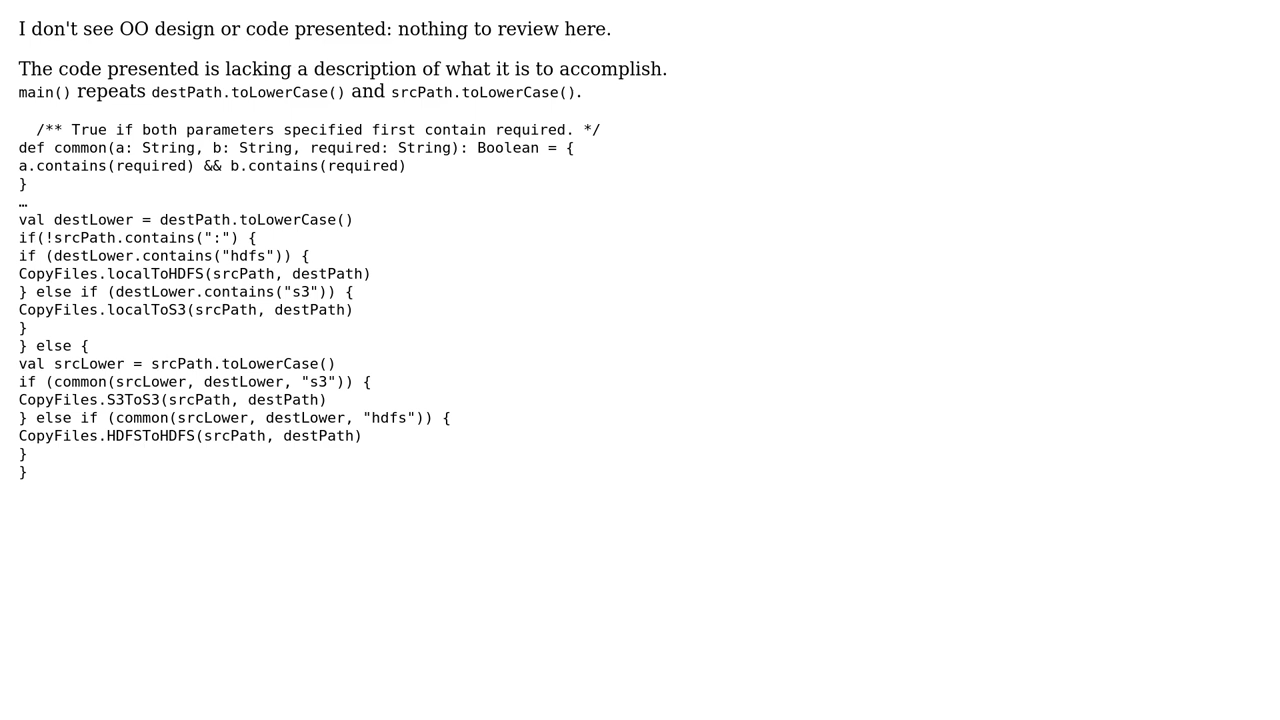 I don't see OO design or code presented: nothing to review here.
The code presented is lacking a description of what it is to accomplish.
main() repeats destPath.toLowerCase() and srcPath.toLowerCase().
/** True if both parameters specified first contain required. */
def common(a: String, b: String, required: String): Boolean = {
a.contains(required) && b.contains(required)
}
…
val destLower = destPath.toLowerCase()
if(!srcPath.contains(":") {
if (destLower.contains("hdfs")) {
CopyFiles.localToHDFS(srcPath, destPath)
} else if (destLower.contains("s3")) {
CopyFiles.localToS3(srcPath, destPath)
}
} else {
val srcLower = srcPath.toLowerCase()
if (common(srcLower, destLower, "s3")) {
CopyFiles.S3ToS3(srcPath, destPath)
} else if (common(srcLower, destLower, "hdfs")) {
CopyFiles.HDFSToHDFS(srcPath, destPath)
}
}